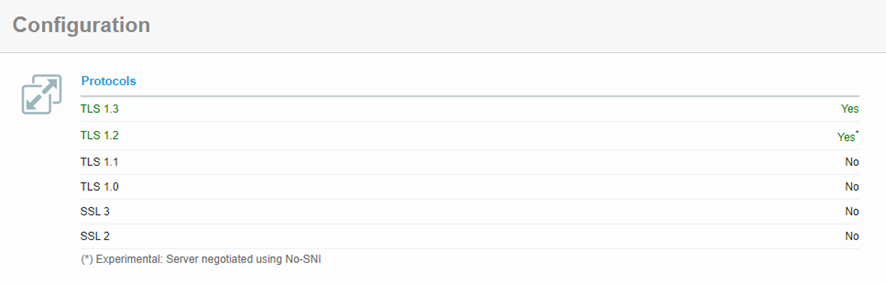 Configuration
Protocols
TLS 1.3 Yes
TLS 1.2 Yes*
TLS 1.1 No
TLS 1.0 No
SSL 3 No
SSL 2 No
(*) Experimental: Server negotiated using No-SNI